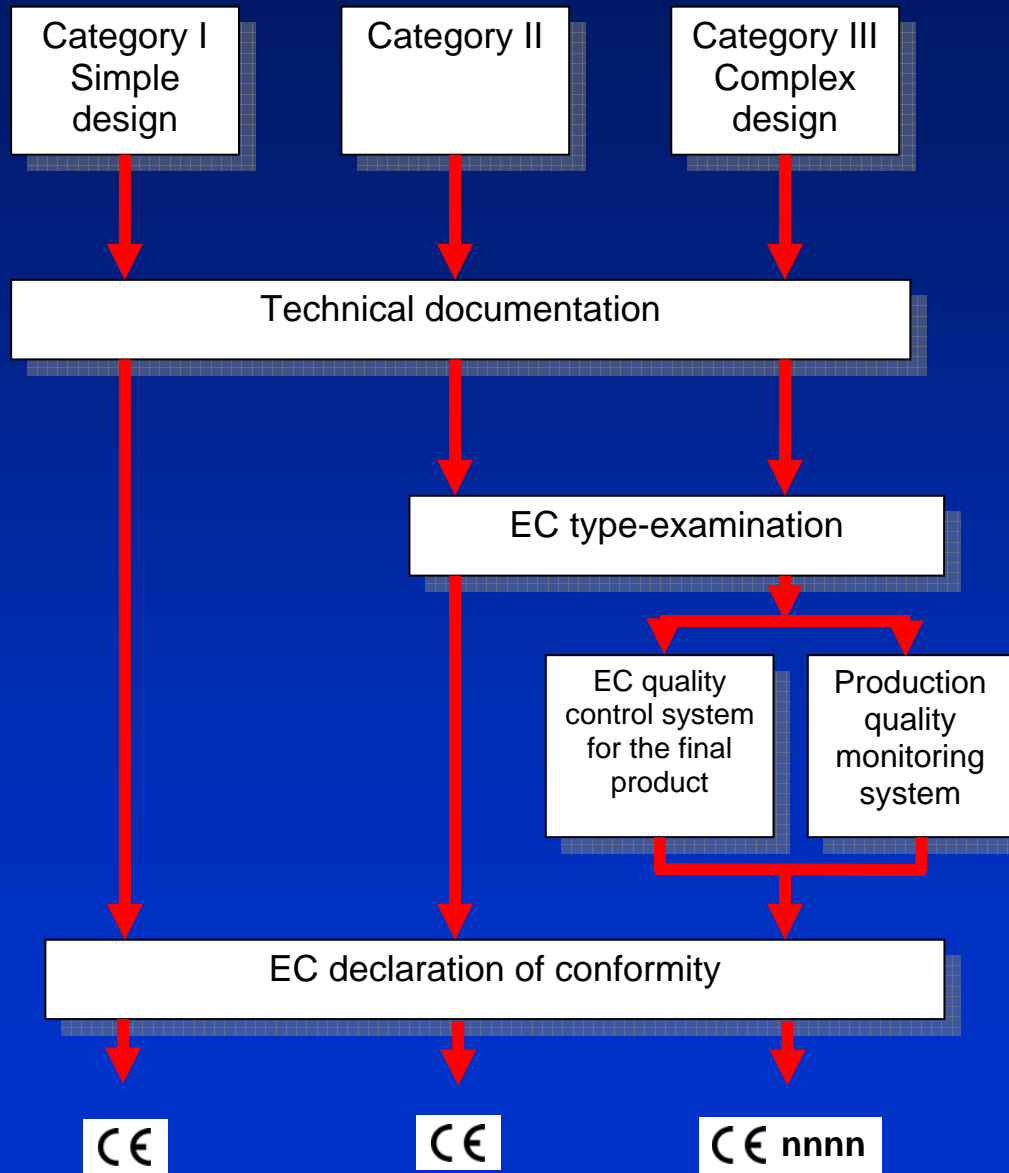 Category I
Simple
design
Category II
Category III
Complex
design
Technical documentation
EC type-examination
EC quality
control system
for the final
product
Production
quality
monitoring
system
EC declaration of conformity
CE
CE
CE nnnn